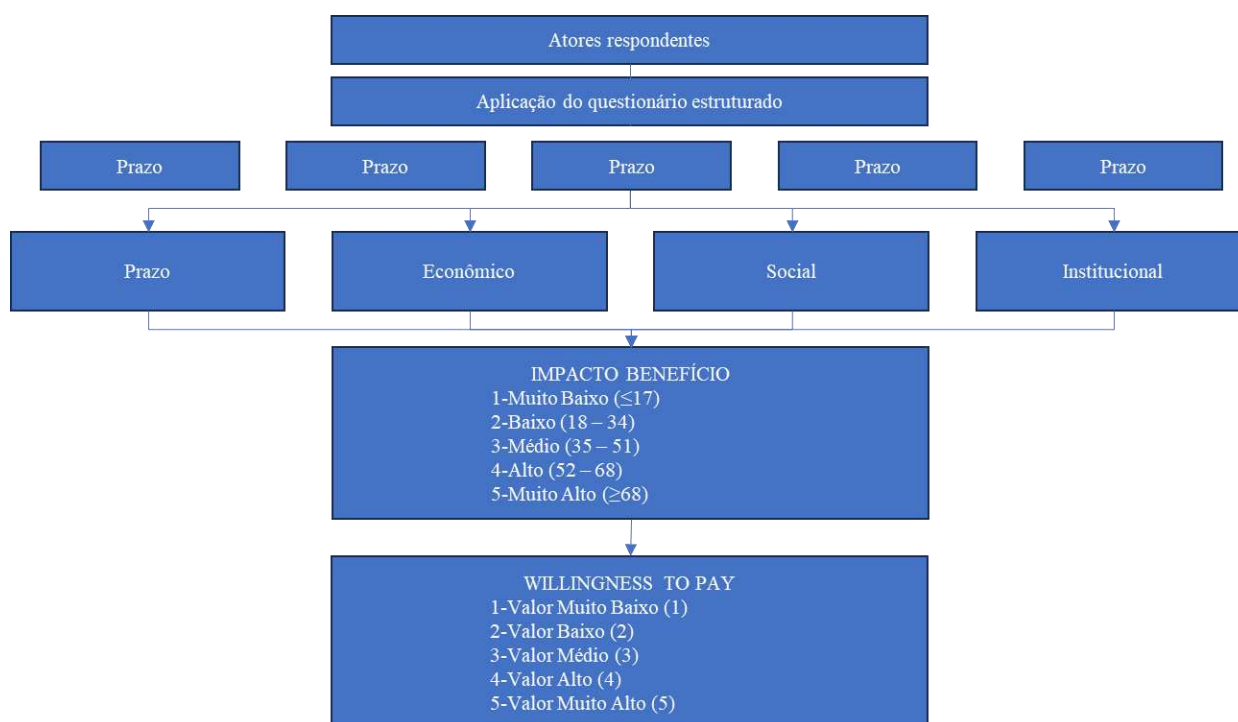 Atores respondentes
Aplicação do questionário estruturado
Prazo
Prazo
Prazo
Prazo
Prazo
Prazo
Econômico
Social
Institucional
IMPACTO BENEFÍCIO
1-Muito Baixo (≤17)
2-Baixo (18 – 34)
3-Médio (35 – 51)
4-Alto (52 – 68)
5-Muito Alto (≥68)
WILLINGNESS TO PAY
1-Valor Muito Baixo (1)
2-Valor Baixo (2)
3-Valor Médio (3)
4-Valor Alto (4)
5-Valor Muito Alto (5)